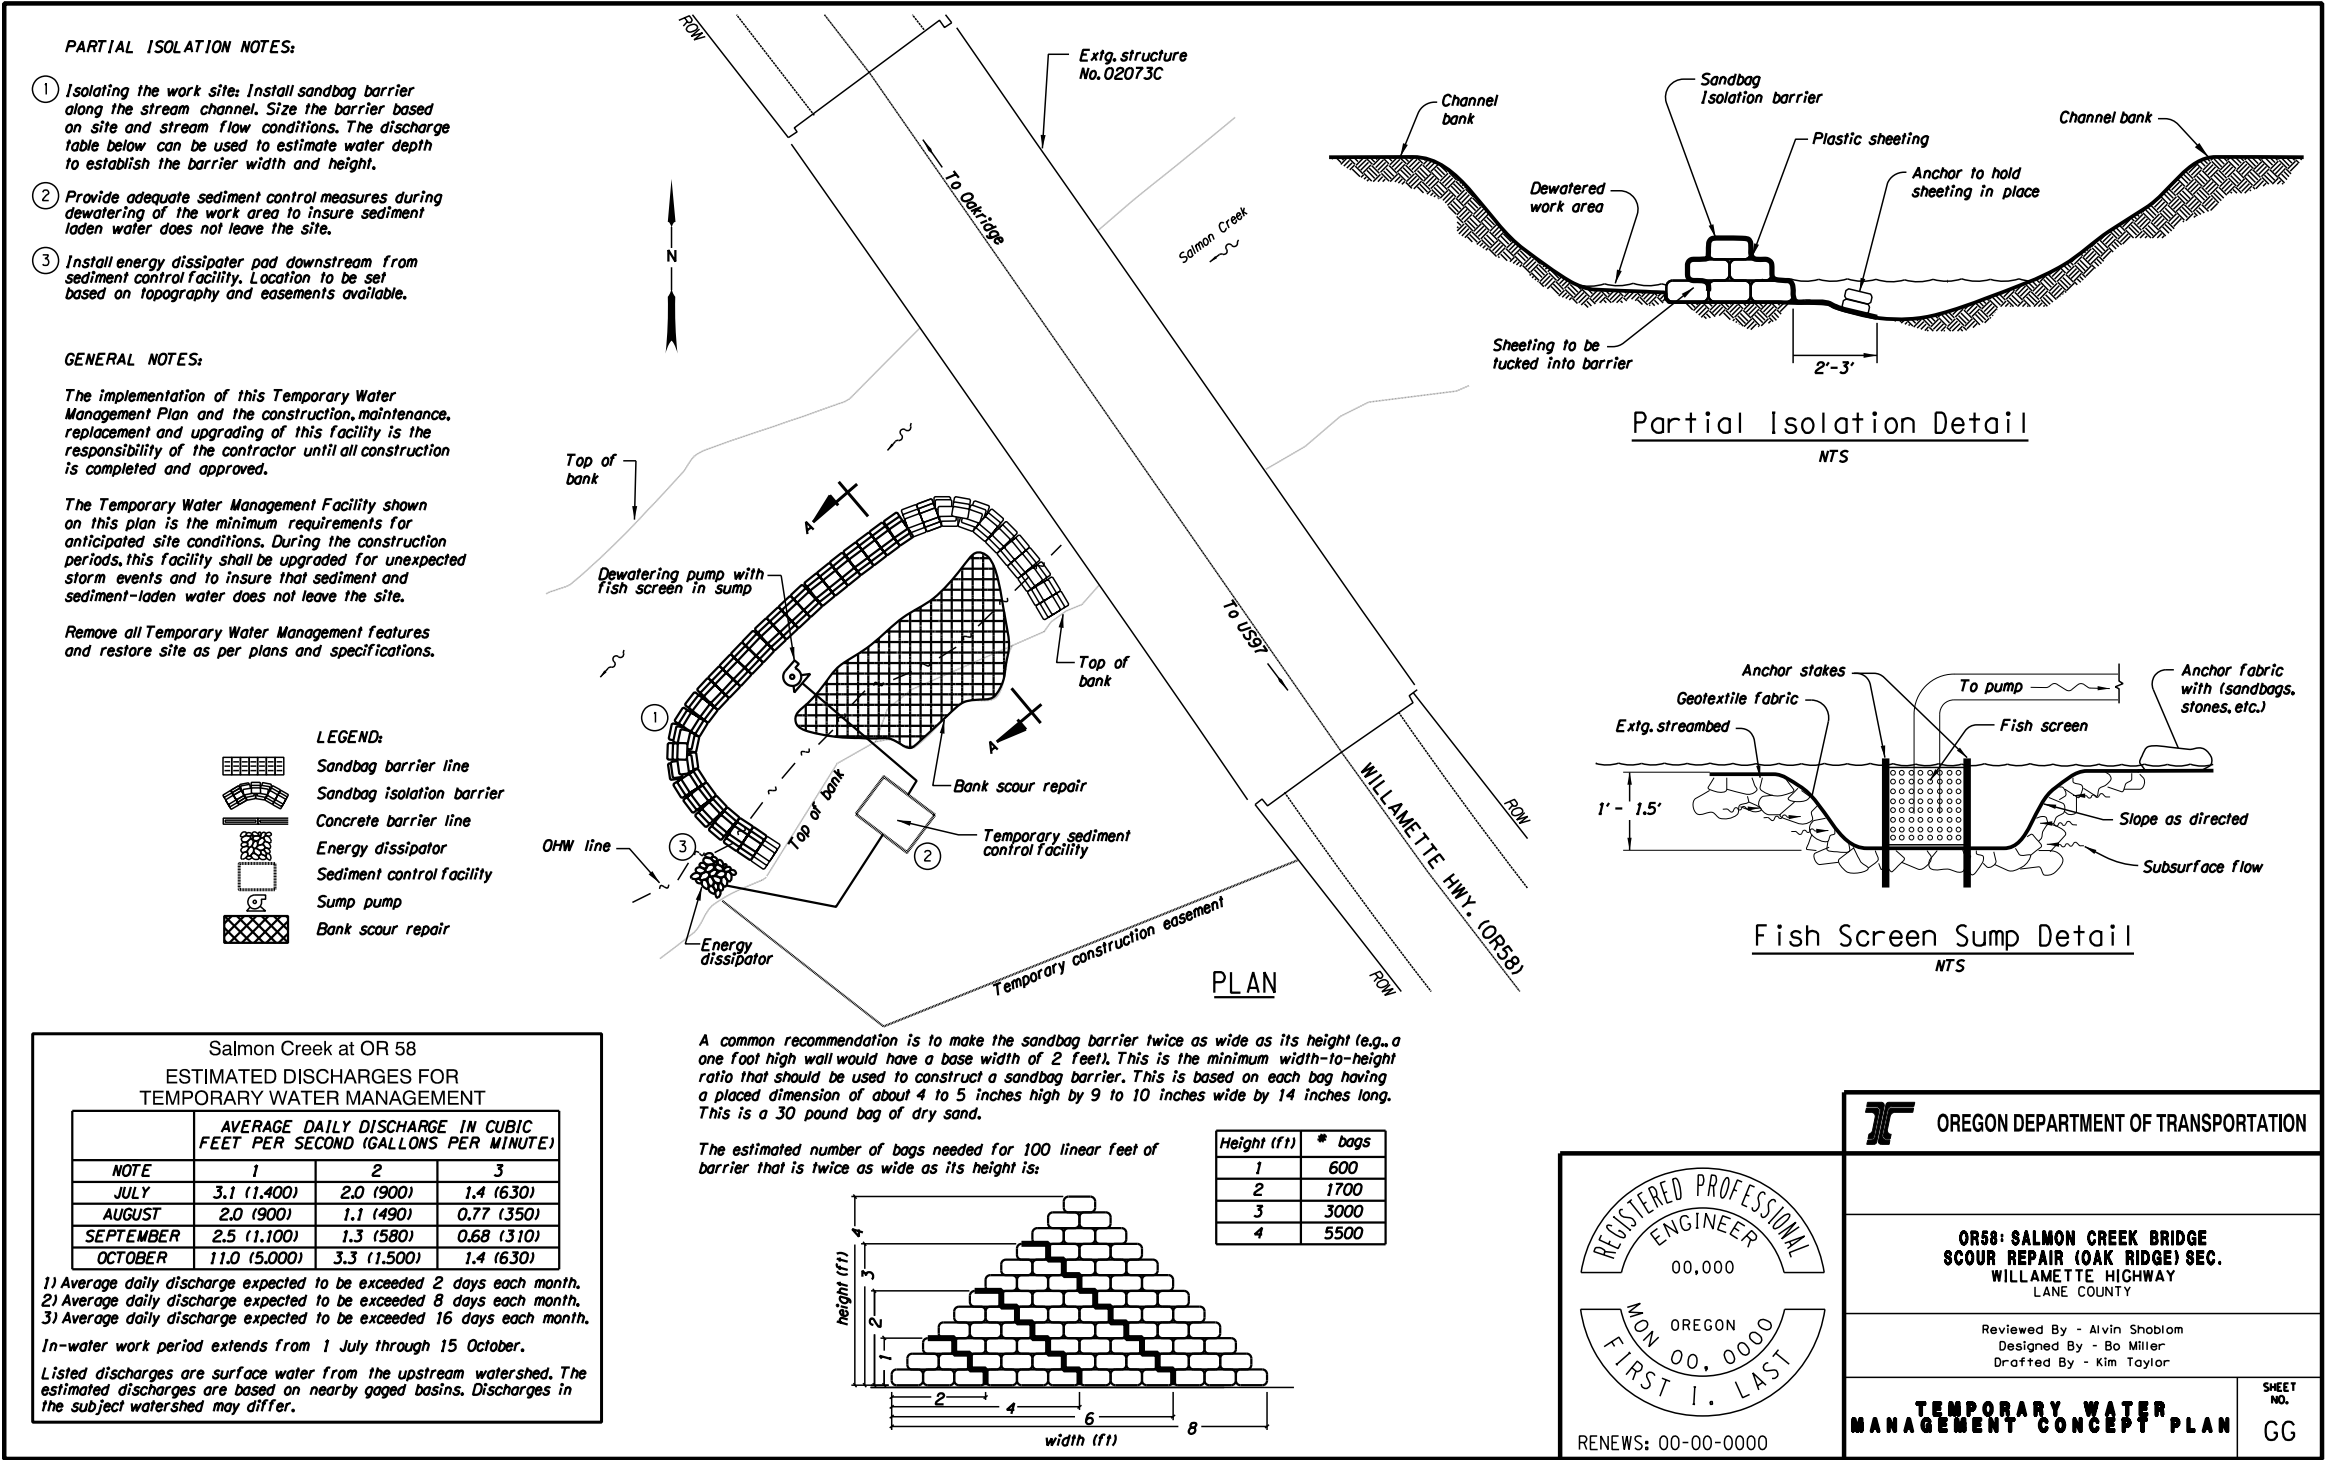 PARTIAL ISOLATION NOTES:
1 Isolating the work site: Install sandbag barrier
along the stream channel. Size the barrier based
on site and stream flow conditions. The discharge
table below can be used to estimate water depth
to establish the barrier width and height.
2 Provide adequate sediment control measures during
dewatering of the work area to insure sediment
laden water does not leave the site.
3 Install energy dissipater pad downstream from
sediment control facility. Location to be set
based on topography and easements available.
GENERAL NOTES:
The implementation of this Temporary Water
Management Plan and the construction, maintenance,
replacement and upgrading of this facility is the
responsibility of the contractor until all construction
is completed and approved.
The Temporary Water Management Facility shown
on this plan is the minimum requirements for
anticipated site conditions. During the construction
periods, this facility shall be upgraded for unexpected
storm events and to insure that sediment and
sediment-laden water does not leave the site.
Remove all Temporary Water Management features
and restore site as per plans and specifications.
LEGEND:
Sandbag barrier line
Sandbag isolation barrier
Concrete barrier line
Energy dissipator
Sediment control facility
Sump pump
Bank scour repair
ROW
Extg. structure
No. 02073C
To Oakridge
Salmon Creek
N
Top of
bank
A
Dewatering pump with
fish screen in sump
To US97
Top of
bank
1
A
Bank scour repair
Top of bank
Temporary sediment
control facility
2
3
OHW line
Energy
dissipator
Temporary construction easement
WILLAMETTE HWY. (OR58)
ROW
ROW
PLAN
Channel
bank
Sandbag
Isolation barrier
Plastic sheeting
Channel bank
Anchor to hold
sheeting in place
Dewatered
work area
Sheeting to be
tucked into barrier
2'-3'
Partial Isolation Detail
NTS
Anchor stakes
Geotextile fabric
Extg. streambed
To pump
Anchor fabric
with (sandbags,
stones, etc.)
Fish screen
1' - 1.5'
Slope as directed
Subsurface flow
Fish Screen Sump Detail
NTS
Salmon Creek at OR 58
ESTIMATED DISCHARGES FOR
TEMPORARY WATER MANAGEMENT
AVERAGE DAILY DISCHARGE IN CUBIC
FEET PER SECOND (GALLONS PER MINUTE)
NOTE 1 2 3
JULY 3.1 (1,400) 2.0 (900) 1.4 (630)
AUGUST 2.0 (900) 1.1 (490) 0.77 (350)
SEPTEMBER 2.5 (1,100) 1.3 (580) 0.68 (310)
OCTOBER 11.0 (5,000) 3.3 (1,500) 1.4 (630)
1) Average daily discharge expected to be exceeded 2 days each month.
2) Average daily discharge expected to be exceeded 8 days each month.
3) Average daily discharge expected to be exceeded 16 days each month.
In-water work period extends from 1 July through 15 October.
Listed discharges are surface water from the upstream watershed. The
estimated discharges are based on nearby gaged basins. Discharges in
the subject watershed may differ.
A common recommendation is to make the sandbag barrier twice as wide as its height (e.g., a
one foot high wall would have a base width of 2 feet). This is the minimum width-to-height
ratio that should be used to construct a sandbag barrier. This is based on each bag having
a placed dimension of about 4 to 5 inches high by 9 to 10 inches wide by 14 inches long.
This is a 30 pound bag of dry sand.
The estimated number of bags needed for 100 linear feet of
barrier that is twice as wide as its height is:
Height (ft) # bags
1 600
2 1700
3 3000
4 5500
height (ft)
1
2
3
4
2
4
6
8
width (ft)
REGISTERED PROFESSIONAL
ENGINEER
00,000
OREGON
MON 00, 0000
FIRST I. LAST
RENEWS: 00-00-0000
OREGON DEPARTMENT OF TRANSPORTATION
OR58: SALMON CREEK BRIDGE
SCOUR REPAIR (OAK RIDGE) SEC.
WILLAMETTE HIGHWAY
LANE COUNTY
Reviewed By - Alvin Shoblom
Designed By - Bo Miller
Drafted By - Kim Taylor
TEMPORARY WATER
MANAGEMENT CONCEPT PLAN
SHEET
NO.
GG